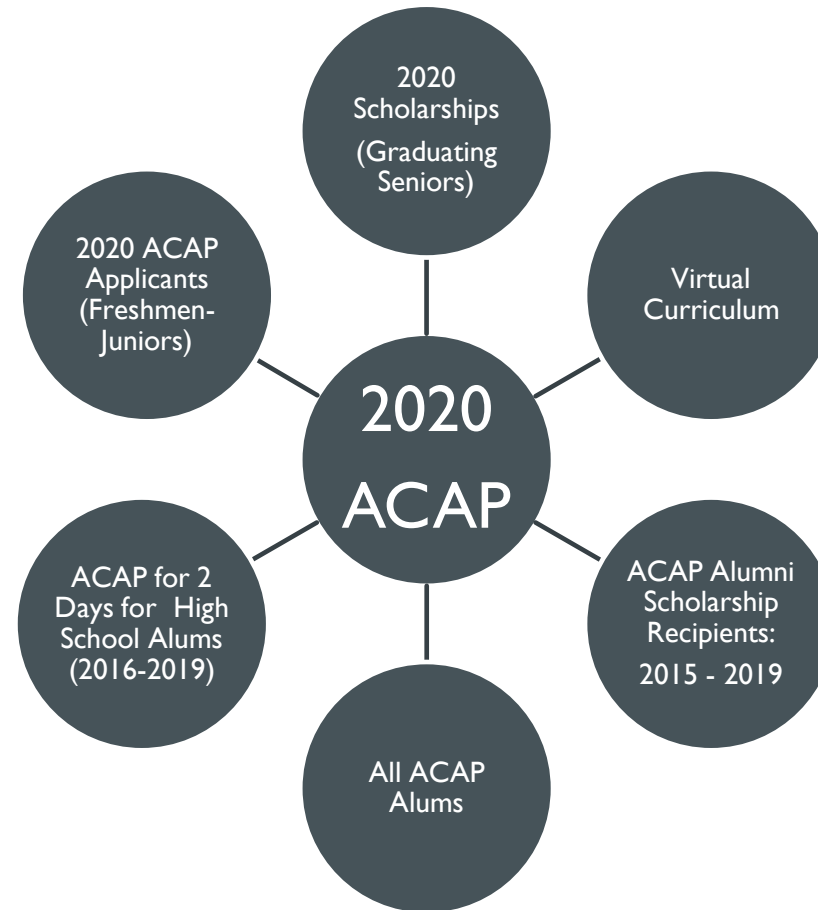 2020
Scholarships
(Graduating
Seniors)
2020 ACAP
Applicants
(Freshmen-
Juniors)
Virtual
Curriculum
2020
ACAP
ACAP for 2
Days for  High
School Alums
(2016-2019)
ACAP Alumni
Scholarship
Recipients:
2015 - 2019
All ACAP
Alums